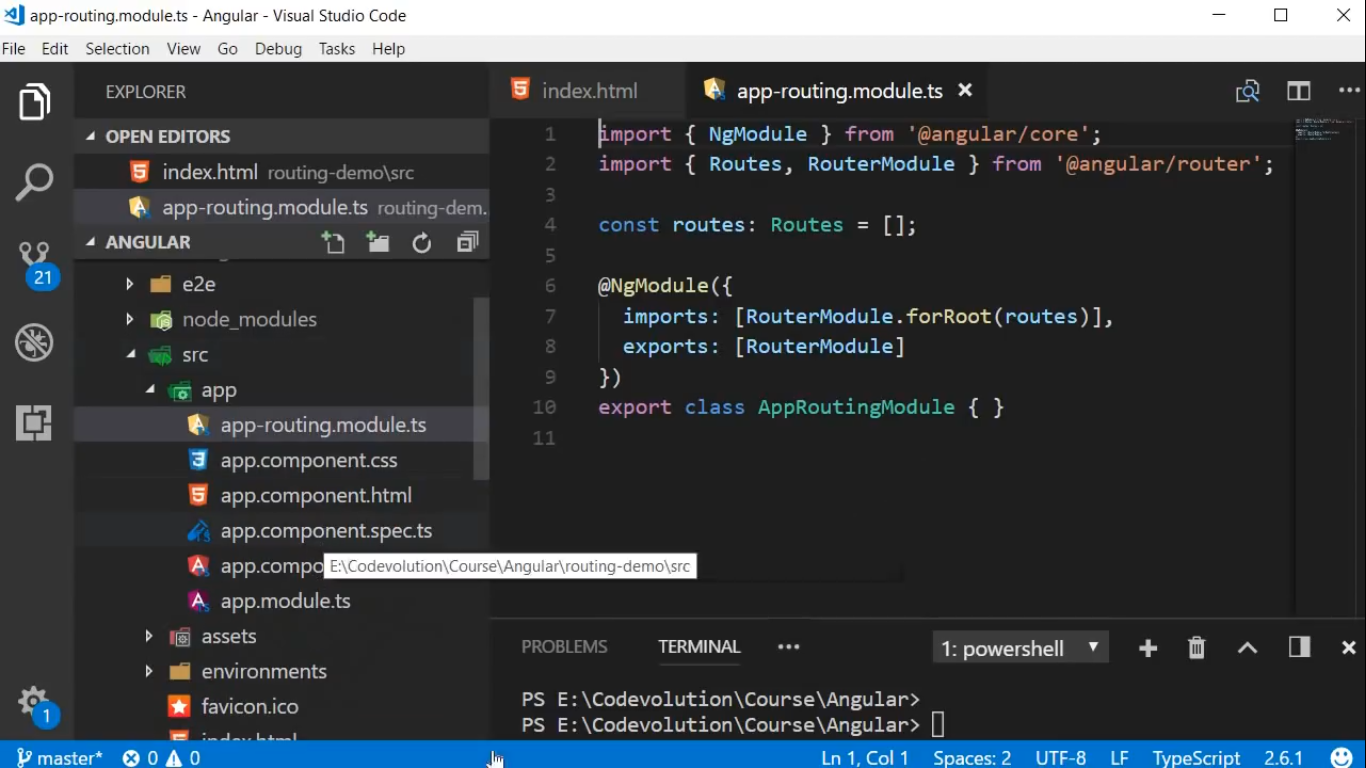 app-routing.module.ts - Angular - Visual Studio Code
File Edit Selection View Go Debug Tasks Help
EXPLORER
OPEN EDITORS
index.html routing-demo\src
app-routing.module.ts routing-dem.
ANGULAR
21
e2e
node_modules
src
app
app-routing.module.ts
app.component.css
app.component.html
app.component.spec.ts
app.compo
E:\Codevolution\Course\Angular\routing-demo\src
app.module.ts
assets
environments
favicon.ico
index.html
1
index.html
app-routing.module.ts
1 import { NgModule } from '@angular/core';
2 import { Routes, RouterModule } from '@angular/router';
3
4 const routes: Routes = [];
5
6 @NgModule({
7 imports: [RouterModule.forRoot(routes)],
8 exports: [RouterModule]
9 })
10 export class AppRoutingModule { }
11
PROBLEMS TERMINAL ••• 1: powershell
PS E:\Codevolution\Course\Angular>
PS E:\Codevolution\Course\Angular>
master* 0 0 Ln 1, Col 1 Spaces: 2 UTF-8 LF TypeScript 2.6.1